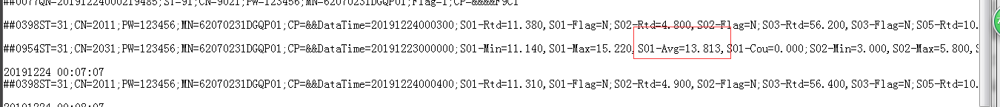 ##0077QN=20191224000219485;ST=91;CN=9021;PW=123456;MN=62070231DGQP01;Flag=1;CP=&&&&F9C1
##0398ST=31;CN=2011;PW=123456;MN=62070231DGQP01;CP=&&DataTime=20191224000300;S01-Rtd=11.380,S01-Flag=N;S02-Rtd=4.800,S02-Flag=N;S03-Rtd=56.200,S03-Flag=N;S05-Rtd=10.
##0954ST=31;CN=2031;PW=123456;MN=62070231DGQP01;CP=&&DataTime=20191223000000;S01-Min=11.140,S01-Max=15.220,S01-Avg=13.813,S01-Cou=0.000;S02-Min=3.000,S02-Max=5.800,S
20191224 00:07:07
##0398ST=31;CN=2011;PW=123456;MN=62070231DGQP01;CP=&&DataTime=20191224000400;S01-Rtd=11.310,S01-Flag=N;S02-Rtd=4.900,S02-Flag=N;S03-Rtd=56.400,S03-Flag=N;S05-Rtd=10.
20191224 00:08:07